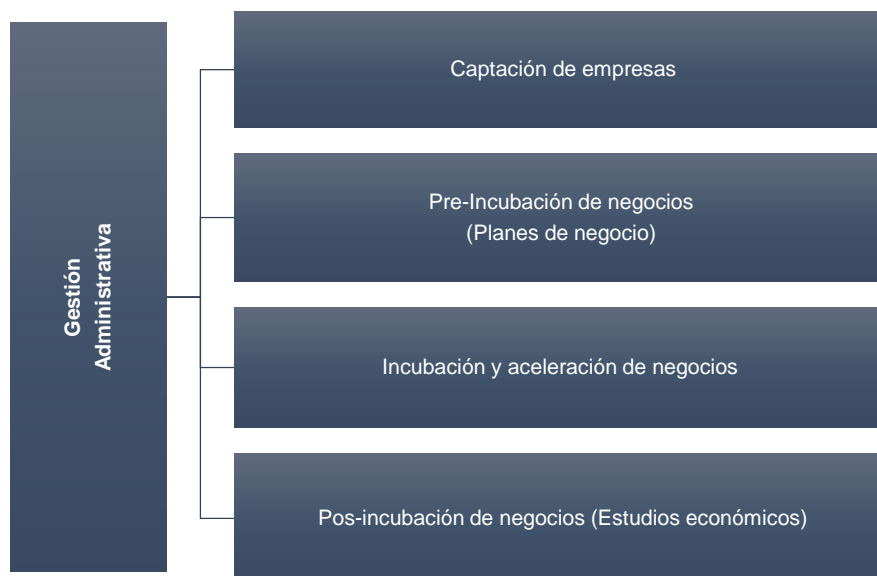 Gestión
Administrativa
Captación de empresas
Pre-Incubación de negocios
(Planes de negocio)
Incubación y aceleración de negocios
Pos-incubación de negocios (Estudios económicos)